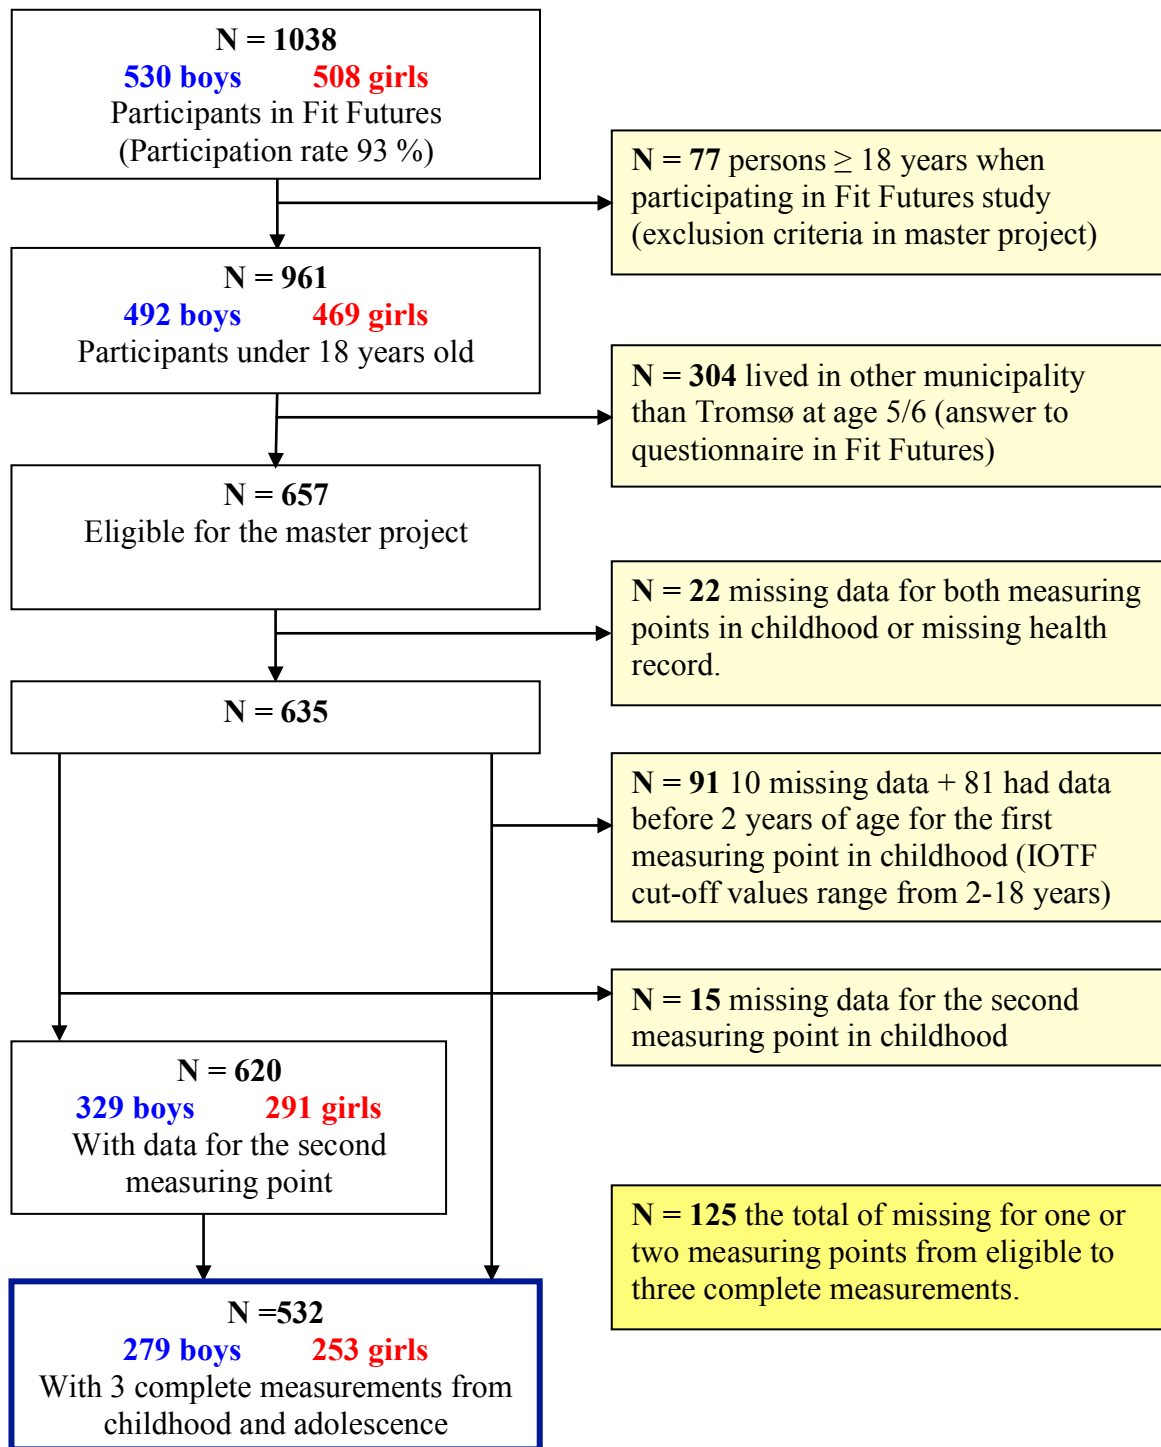 N = 1038
530 boys 508 girls
Participants in Fit Futures
(Participation rate 93 %)
N = 77 persons ≥ 18 years when
participating in Fit Futures study
(exclusion criteria in master project)
N = 961
492 boys 469 girls
Participants under 18 years old
N = 304 lived in other municipality
than Tromsø at age 5/6 (answer to
questionnaire in Fit Futures)
N = 657
Eligible for the master project
N = 22 missing data for both measuring
points in childhood or missing health
record.
N = 635
N = 91 10 missing data + 81 had data
before 2 years of age for the first
measuring point in childhood (IOTF
cut-off values range from 2-18 years)
N = 15 missing data for the second
measuring point in childhood
N = 620
329 boys 291 girls
With data for the second
measuring point
N = 125 the total of missing for one or
two measuring points from eligible to
three complete measurements.
N =532
279 boys 253 girls
With 3 complete measurements from
childhood and adolescence